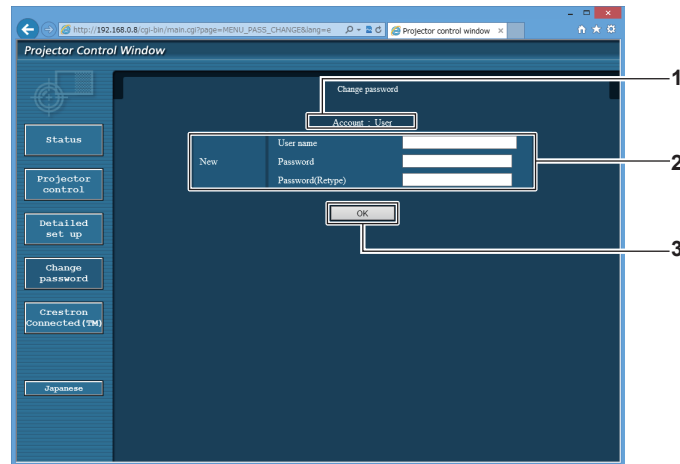 http://192.168.0.8/cgi-bin/main.cgi?page=MENU_PASS_CHANGE&lang=e
Projector control window
Projector Control Window
Change password
1
Account : User
Status
User name
2
New
Password
Projector
control
Password(Retype)
OK
Detailed
set up
3
Change
password
Crestron
Connected(TM)
Japanese